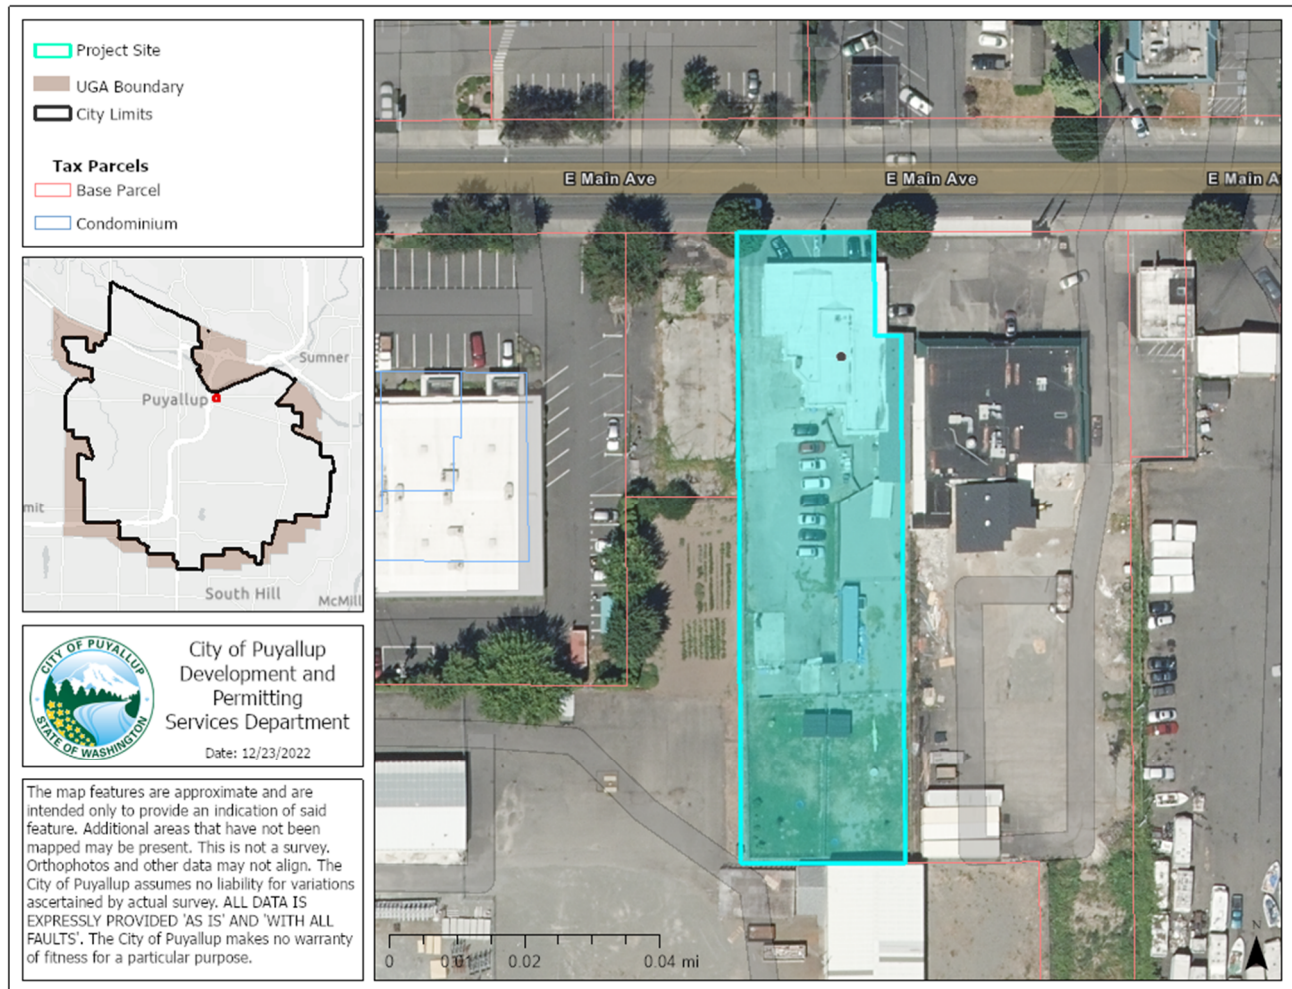 Project Site
UGA Boundary
City Limits
Tax Parcels
Base Parcel
Condominium
Sumner
Puyallup
mit
South Hill
McMill
CITY OF PUYALLUP
STATE OF WASHINGTON
City of Puyallup
Development and
Permitting
Services Department
Date: 12/23/2022
The map features are approximate and are
intended only to provide an indication of said
feature. Additional areas that have not been
mapped may be present. This is not a survey.
Orthophotos and other data may not align. The
City of Puyallup assumes no liability for variations
ascertained by actual survey. ALL DATA IS
EXPRESSLY PROVIDED 'AS IS' AND 'WITH ALL
FAULTS'. The City of Puyallup makes no warranty
of fitness for a particular purpose.
E Main Ave E Main Ave E Main A
0 0.01 0.02 0.04 mi
N